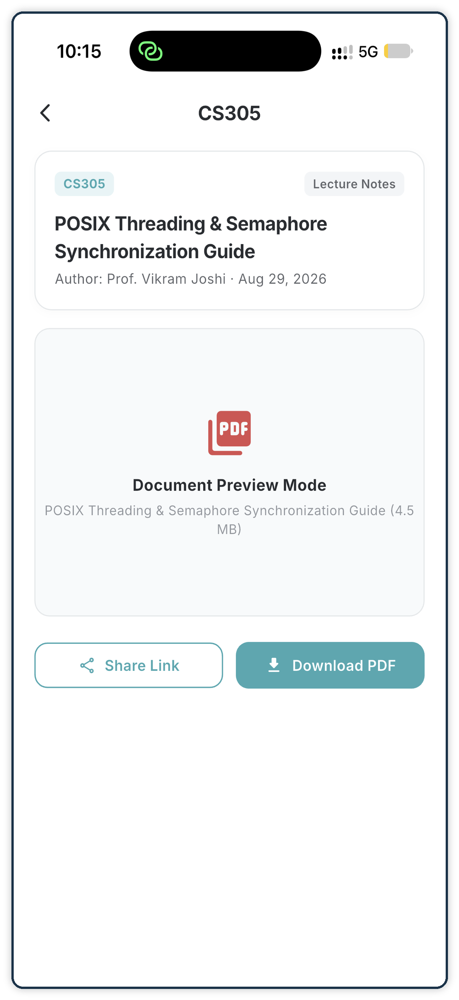 10:15
5G
CS305
CS305
Lecture Notes
POSIX Threading & Semaphore
Synchronization Guide
Author: Prof. Vikram Joshi · Aug 29, 2026
PDF
Document Preview Mode
POSIX Threading & Semaphore Synchronization Guide (4.5
MB)
Share Link
Download PDF